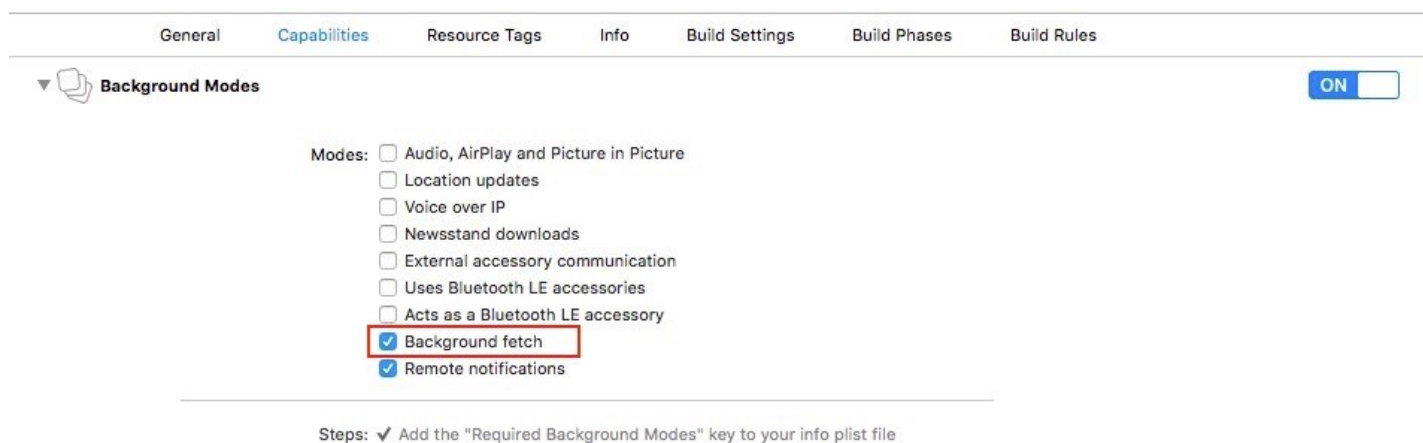 General Capabilities Resource Tags Info Build Settings Build Phases Build Rules
Background Modes ON
Modes: Audio, AirPlay and Picture in Picture
Location updates
Voice over IP
Newsstand downloads
External accessory communication
Uses Bluetooth LE accessories
Acts as a Bluetooth LE accessory
Background fetch
Remote notifications
Steps: ✓ Add the "Required Background Modes" key to your info plist file